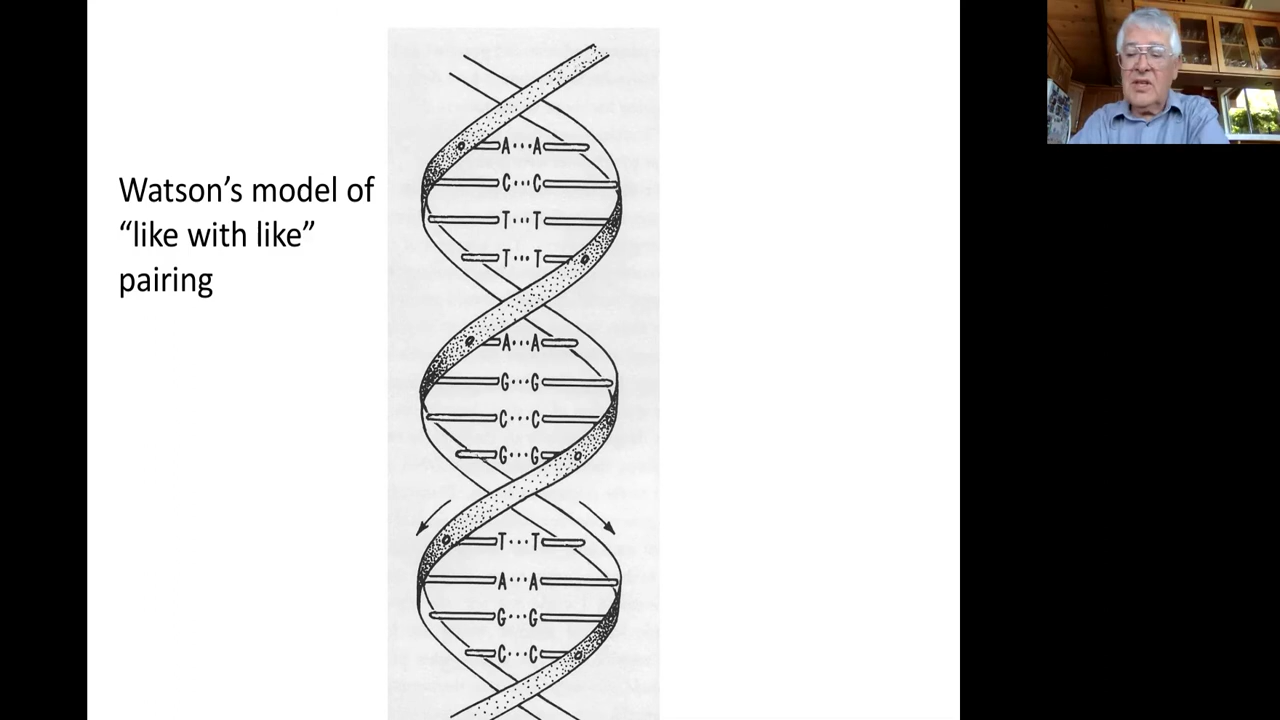 Watson’s model of
“like with like”
pairing
A···A
C···C
T···T
T···T
A···A
G···G
C···C
G···G
T···T
A···A
G···G
C···C